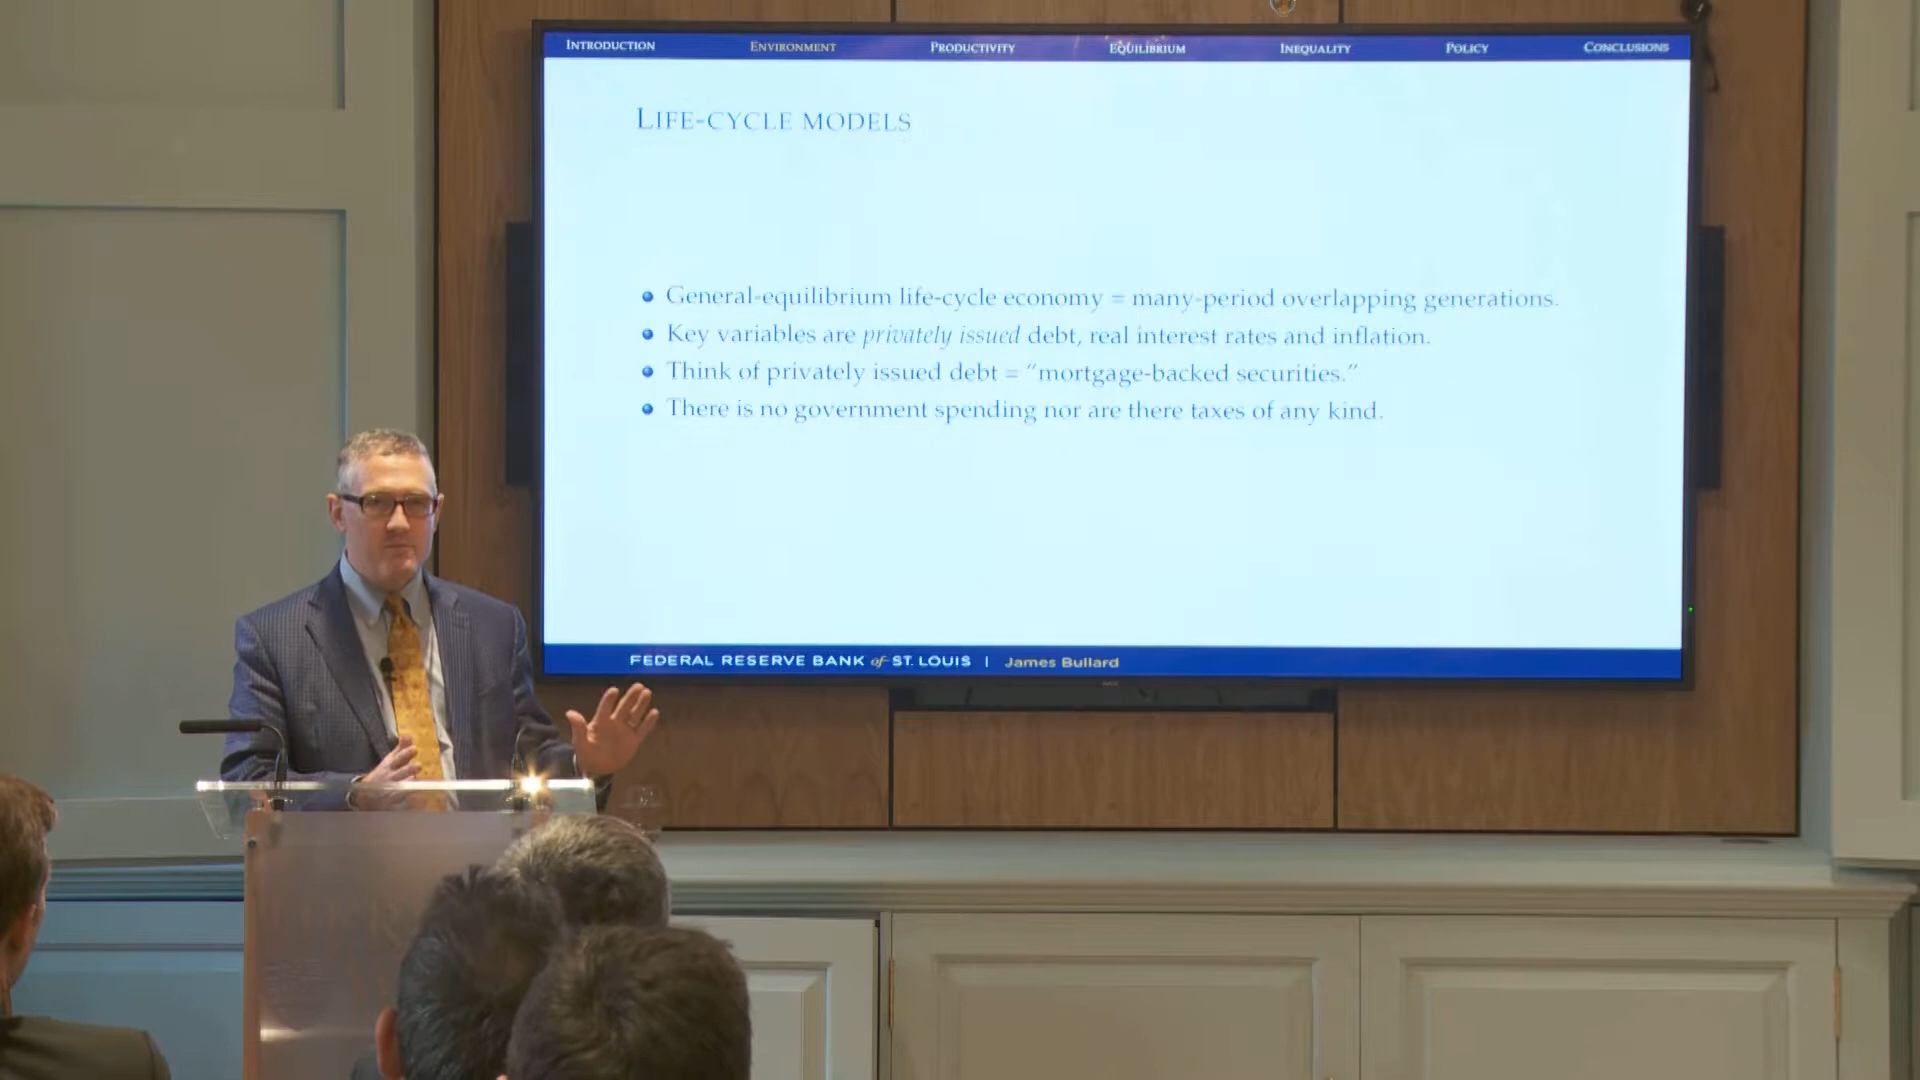 INTRODUCTION ENVIRONMENT PRODUCTIVITY EQUILIBRIUM INEQUALITY POLICY CONCLUSIONS
LIFE-CYCLE MODELS
General-equilibrium life-cycle economy = many-period overlapping generations.
Key variables are privately issued debt, real interest rates and inflation.
Think of privately issued debt = “mortgage-backed securities.”
There is no government spending nor are there taxes of any kind.
FEDERAL RESERVE BANK of ST. LOUIS | James Bullard